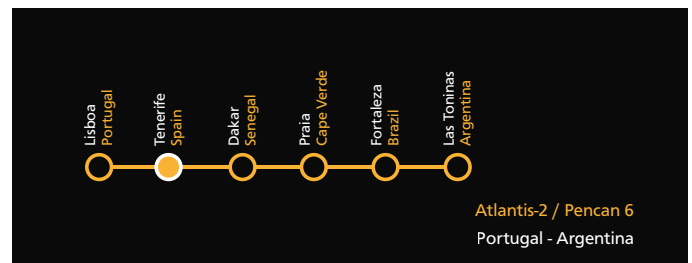 Lisboa
Portugal
Tenerife
Spain
Dakar
Senegal
Praia
Cape Verde
Fortaleza
Brazil
Las Toninas
Argentina
Atlantis-2 / Pencan 6
Portugal - Argentina